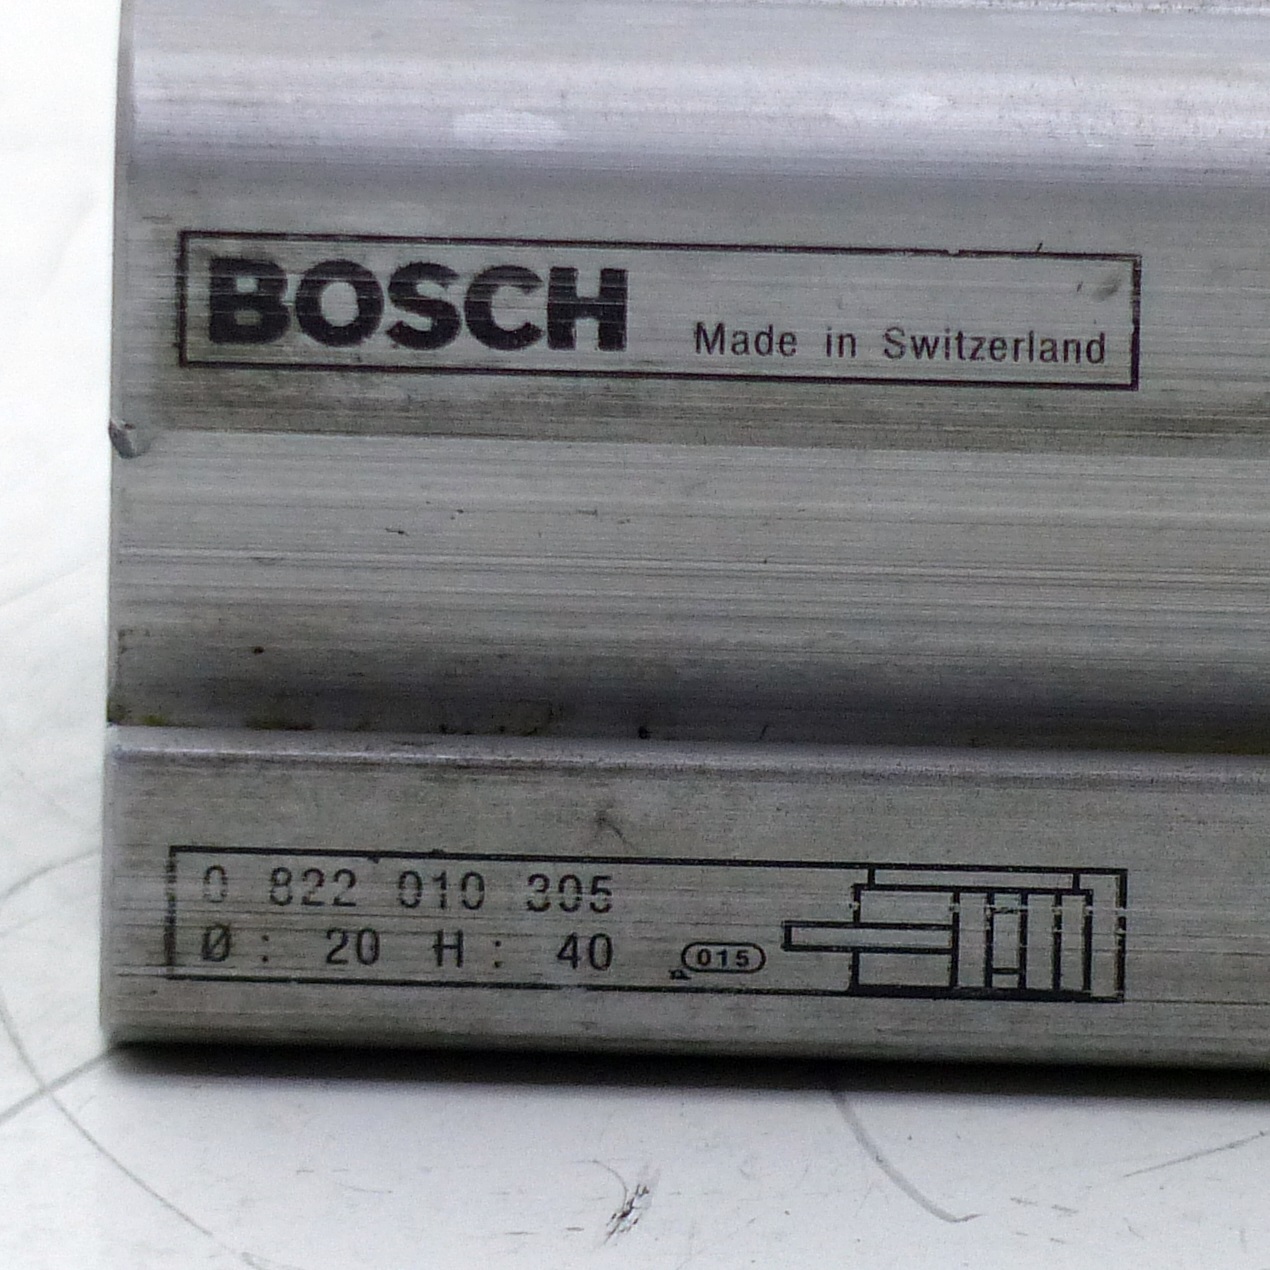 BOSCH Made in Switzerland
0 822 010 305
Ø: 20 H: 40 015